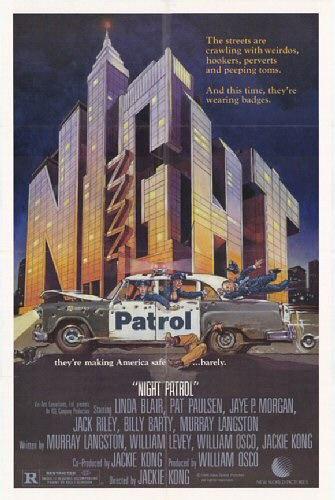 The streets are
crawling with weirdos,
hookers, perverts
and peeping toms.
And this time, they're
wearing badges.
NIGHT
Patrol
they're making America safe ...barely.
"NIGHT PATROL"
Starring LINDA BLAIR, PAT PAULSEN, JAYE P. MORGAN,
JACK RILEY, BILLY BARTY, MURRAY LANGSTON
Written by MURRAY LANGSTON, WILLIAM LEVEY, WILLIAM OSCO, JACKIE KONG
Co-Produced by JACKIE KONG Produced by WILLIAM OSCO
Directed by JACKIE KONG
R RESTRICTED
NEW WORLD PICTURES